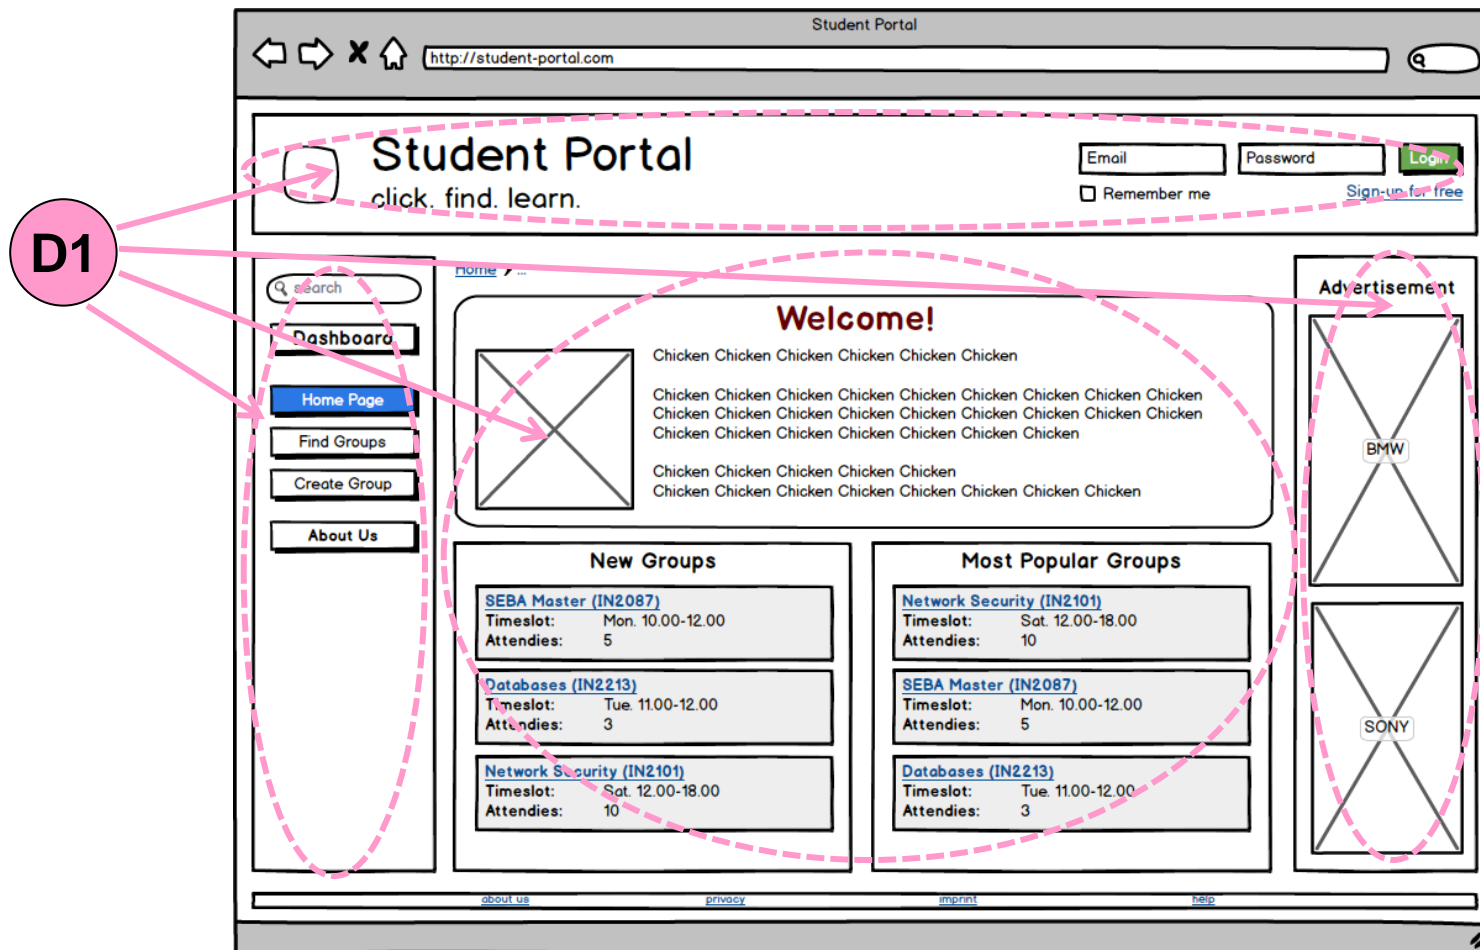 Student Portal
http://student-portal.com
Student Portal
click. find. learn.
Email
Password
Login
Remember me
Sign-up for free
D1
search
Dashboard
Home Page
Find Groups
Create Group
About Us
Home ❯ ...
Welcome!
Chicken Chicken Chicken Chicken Chicken Chicken
Chicken Chicken Chicken Chicken Chicken Chicken Chicken Chicken Chicken
Chicken Chicken Chicken Chicken Chicken Chicken Chicken Chicken Chicken
Chicken Chicken Chicken Chicken Chicken Chicken Chicken
Chicken Chicken Chicken Chicken Chicken
Chicken Chicken Chicken Chicken Chicken Chicken Chicken Chicken
New Groups
SEBA Master (IN2087)
Timeslot: Mon. 10.00-12.00
Attendies: 5
Databases (IN2213)
Timeslot: Tue. 11.00-12.00
Attendies: 3
Network Security (IN2101)
Timeslot: Sat. 12.00-18.00
Attendies: 10
Most Popular Groups
Network Security (IN2101)
Timeslot: Sat. 12.00-18.00
Attendies: 10
SEBA Master (IN2087)
Timeslot: Mon. 10.00-12.00
Attendies: 5
Databases (IN2213)
Timeslot: Tue. 11.00-12.00
Attendies: 3
Advertisement
BMW
SONY
about us
privacy
imprint
help